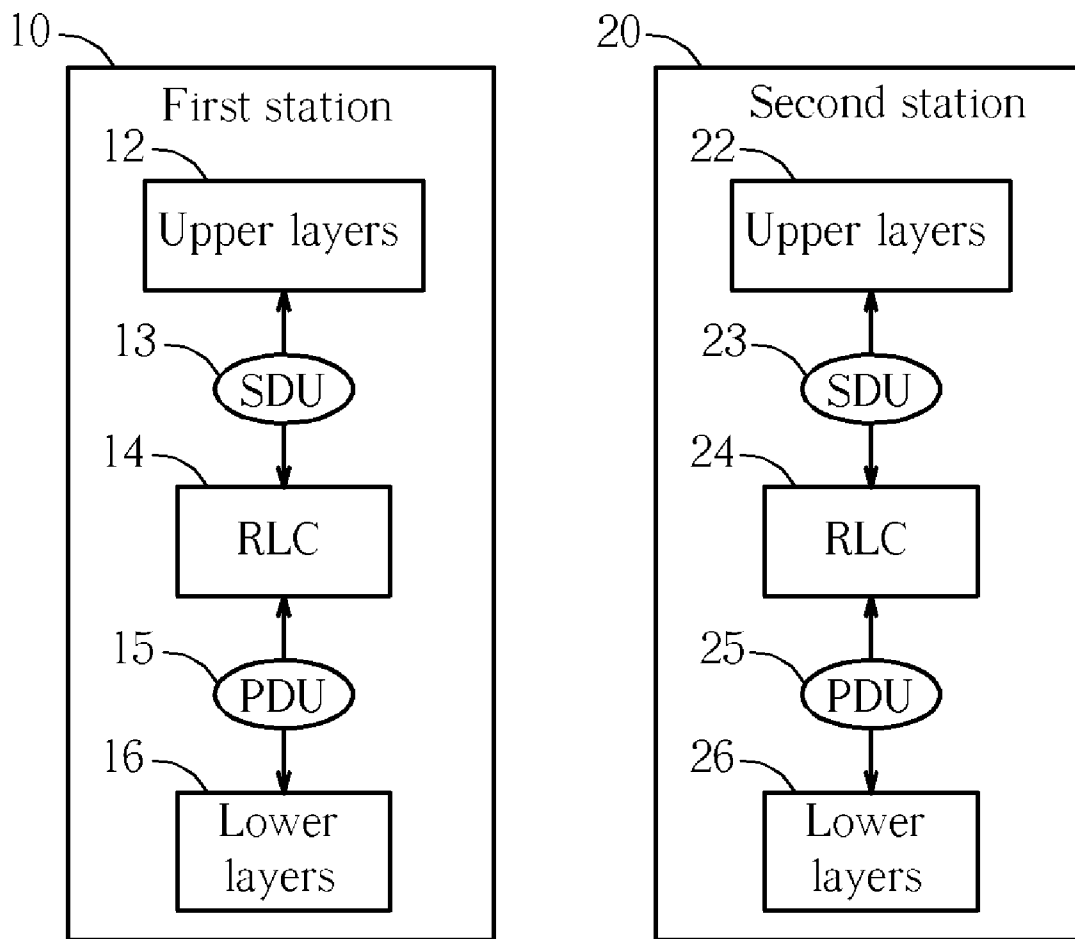 10
First station
12
Upper layers
13
SDU
14
RLC
15
PDU
16
Lower
layers
20
Second station
22
Upper layers
23
SDU
24
RLC
25
PDU
26
Lower
layers